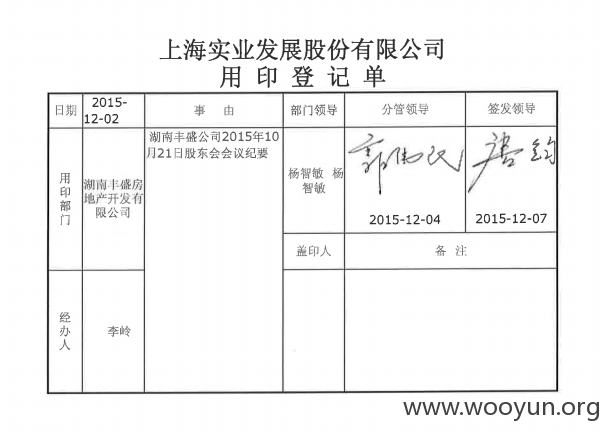 上海实业发展股份有限公司
用印登记单
日期
2015-
12-02
事 由
部门领导
分管领导
签发领导
用
印
部
门
湖南丰盛房
地产开发有
限公司
湖南丰盛公司2015年10
月21日股东会会议纪要
杨智敏 杨
智敏
2015-12-04
2015-12-07
盖印人
备 注
经
办
人
李岭
www.wooyun.org